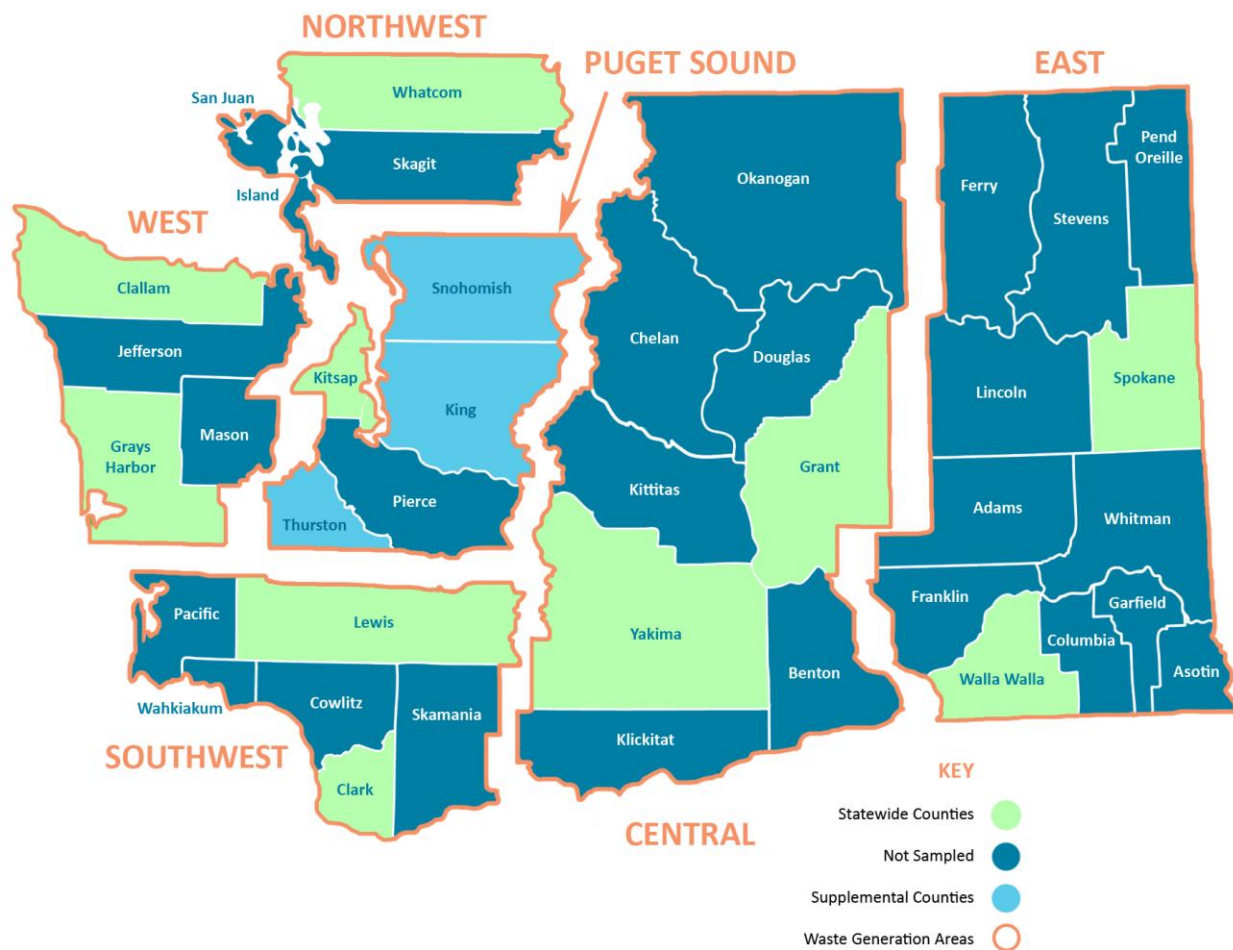 NORTHWEST
PUGET SOUND
EAST
San Juan
Whatcom
Skagit
Island
WEST
Clallam
Jefferson
Mason
Grays
Harbor
Snohomish
Kitsap
King
Pierce
Thurston
Okanogan
Chelan
Douglas
Grant
Kittitas
Yakima
Benton
Klickitat
CENTRAL
Ferry
Stevens
Pend
Oreille
Lincoln
Spokane
Adams
Whitman
Franklin
Walla Walla
Columbia
Garfield
Asotin
Pacific
Lewis
Wahkiakum
Cowlitz
Skamania
Clark
SOUTHWEST
KEY
Statewide Counties
Not Sampled
Supplemental Counties
Waste Generation Areas